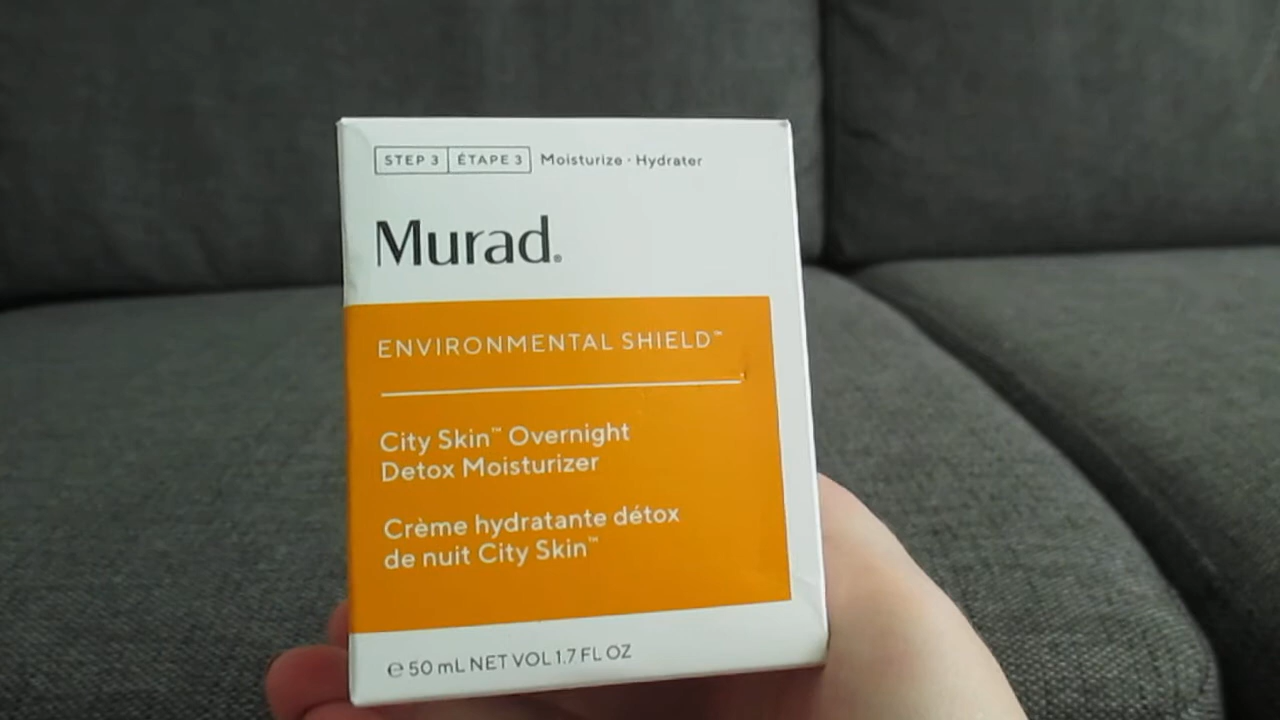 STEP 3 ÉTAPE 3 Moisturize · Hydrater
Murad®
ENVIRONMENTAL SHIELD™
City Skin™ Overnight
Detox Moisturizer
Crème hydratante détox
de nuit City Skin™
℮ 50 mL NET VOL 1.7 FL OZ